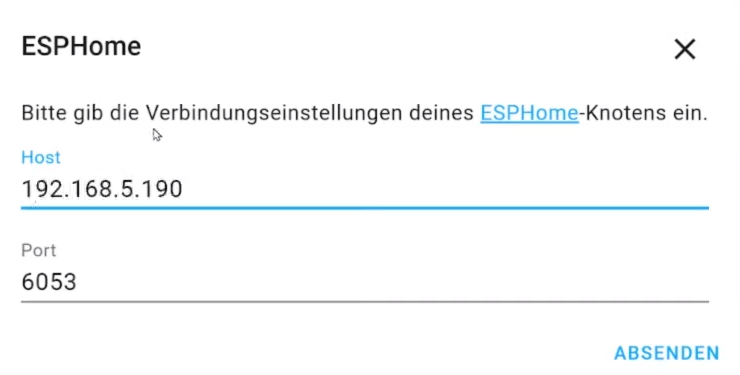 ESPHome
Bitte gib die Verbindungseinstellungen deines ESPHome-Knotens ein.
Host
192.168.5.190
Port
6053
ABSENDEN